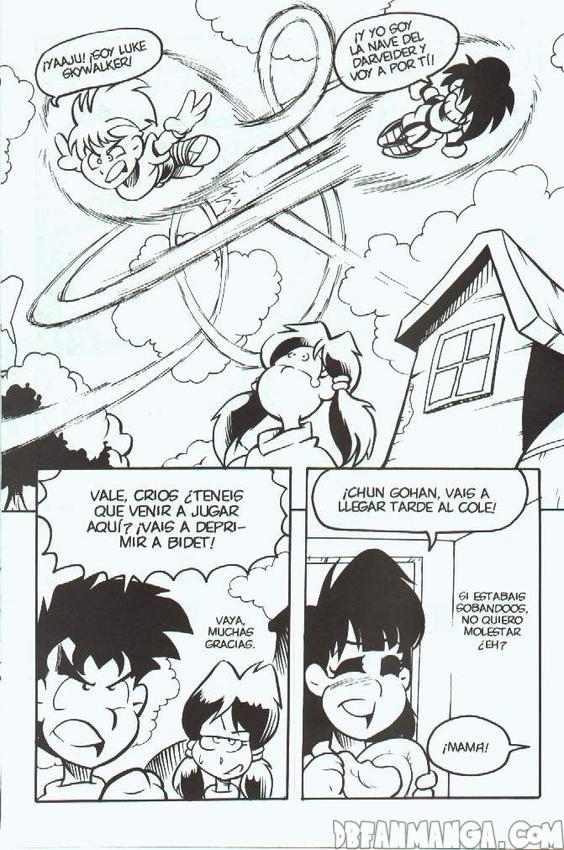 ¡YAAJU! ¡SOY LUKE
SKYWALKER!
¡Y YO SOY
LA NAVE DEL
DARVEIDER Y
VOY A POR TÍ!
VALE, CRIOS ¿TENEIS
QUE VENIR A JUGAR
AQUÍ? ¡VAIS A DEPRI-
MIR A BIDET!
VAYA,
MUCHAS
GRACIAS.
¡CHUN GOHAN, VAIS A
LLEGAR TARDE AL COLE!
SI ESTABAIS
SOBANDOOS,
NO QUIERO
MOLESTAR
¿EH?
¡MAMA!
DBFANMANGA.COM